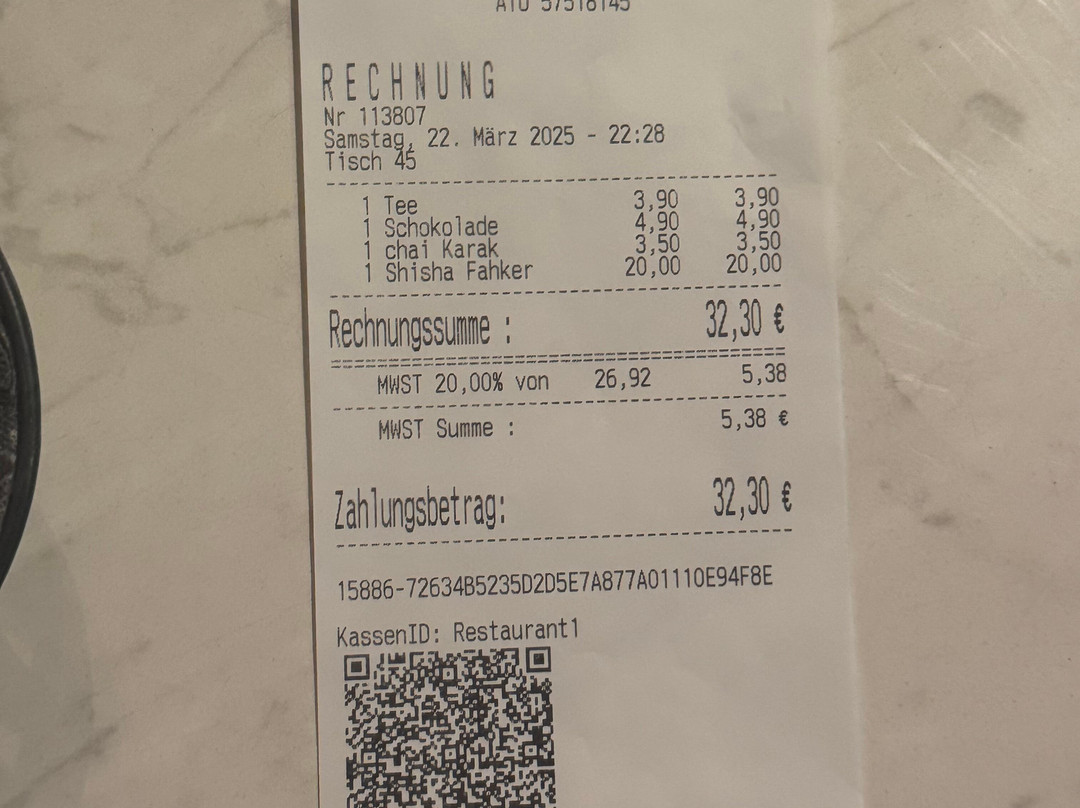 ATU 57518145
RECHNUNG
Nr 113807
Samstag, 22. März 2025 - 22:28
Tisch 45
1 Tee 3,90 3,90
1 Schokolade 4,90 4,90
1 chai Karak 3,50 3,50
1 Shisha Fahker 20,00 20,00
Rechnungssumme : 32,30 €
MWST 20,00% von 26,92 5,38
MWST Summe : 5,38 €
Zahlungsbetrag: 32,30 €
15886-72634B5235D2D5E7A877A01110E94F8E
KassenID: Restaurant1